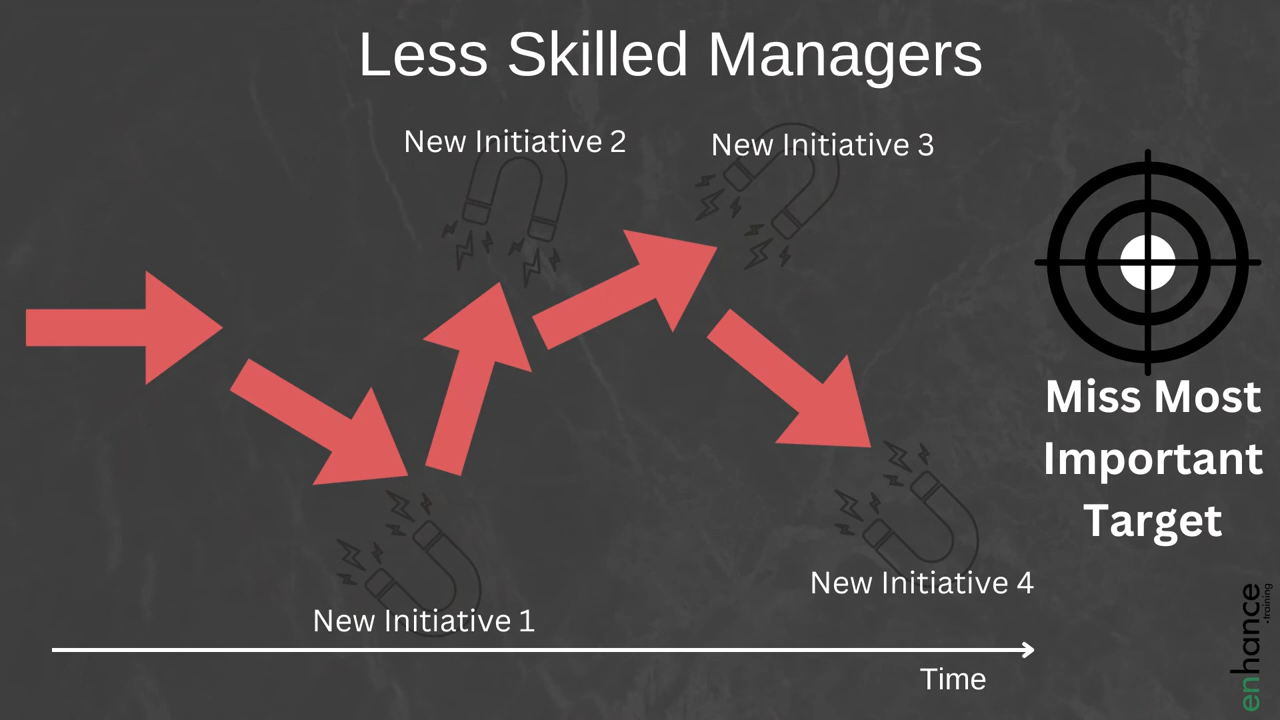 Less Skilled Managers
New Initiative 2
New Initiative 3
Miss Most
Important
Target
New Initiative 4
New Initiative 1
Time
enhance
.training